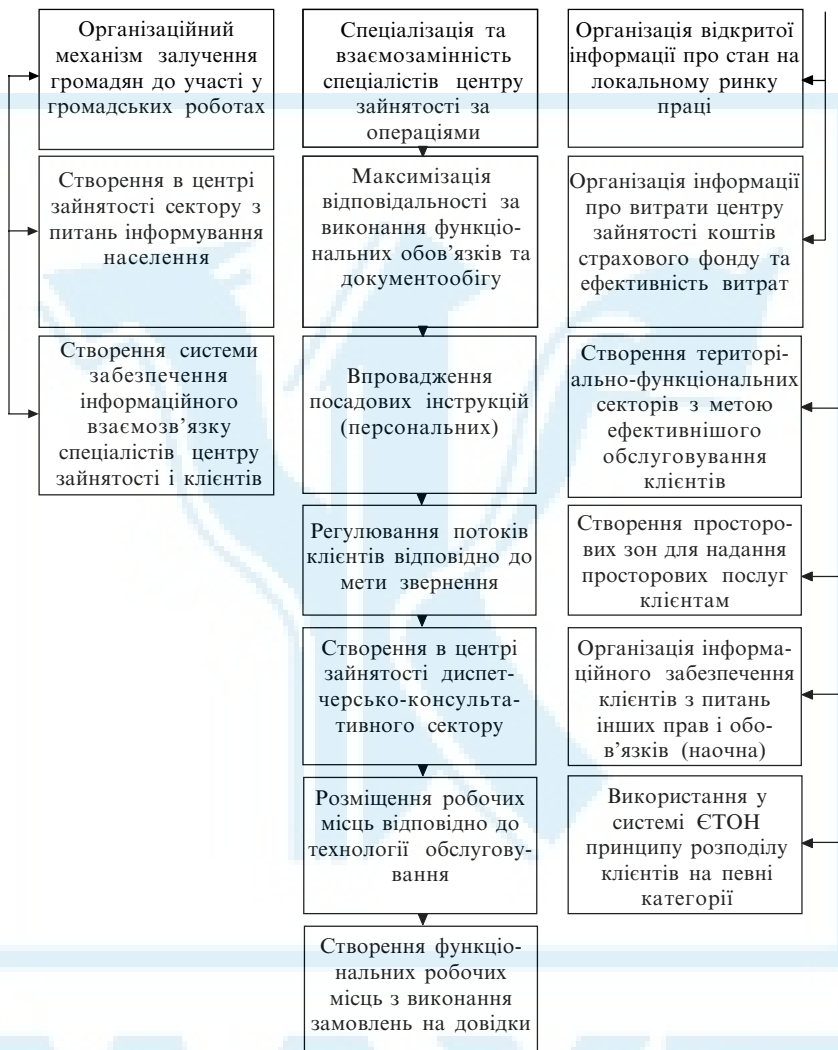 Організаційний
механізм залучення
громадян до участі у
громадських роботах
Створення в центрі
зайнятості сектору з
питань інформування
населення
Створення системи
забезпечення
інформаційного
взаємозв’язку
спеціалістів центру
зайнятості і клієнтів
Спеціалізація та
взаємозамінність
спеціалістів центру
зайнятості за
операціями
Максимізація
відповідальності за
виконання функціо-
нальних обов’язків та
документообігу
Впровадження
посадових інструкцій
(персональних)
Регулювання потоків
клієнтів відповідно до
мети звернення
Створення в центрі
зайнятості диспет-
черсько-консульта-
тивного сектору
Розміщення робочих
місць відповідно до
технології обслугову-
вання
Створення функціо-
нальних робочих
місць з виконання
замовлень на довідки
Організація відкритої
інформації про стан на
локальному ринку
праці
Організація інформації
про витрати центру
зайнятості коштів
страхового фонду та
ефективність витрат
Створення територі-
ально-функціональних
секторів з метою
ефективнішого
обслуговування
клієнтів
Створення просторо-
вих зон для надання
просторових послуг
клієнтам
Організація інформа-
ційного забезпечення
клієнтів з питань
інших прав і обо-
в’язків (наочна)
Використання у
системі ЄТОН
принципу розподілу
клієнтів на певні
категорії